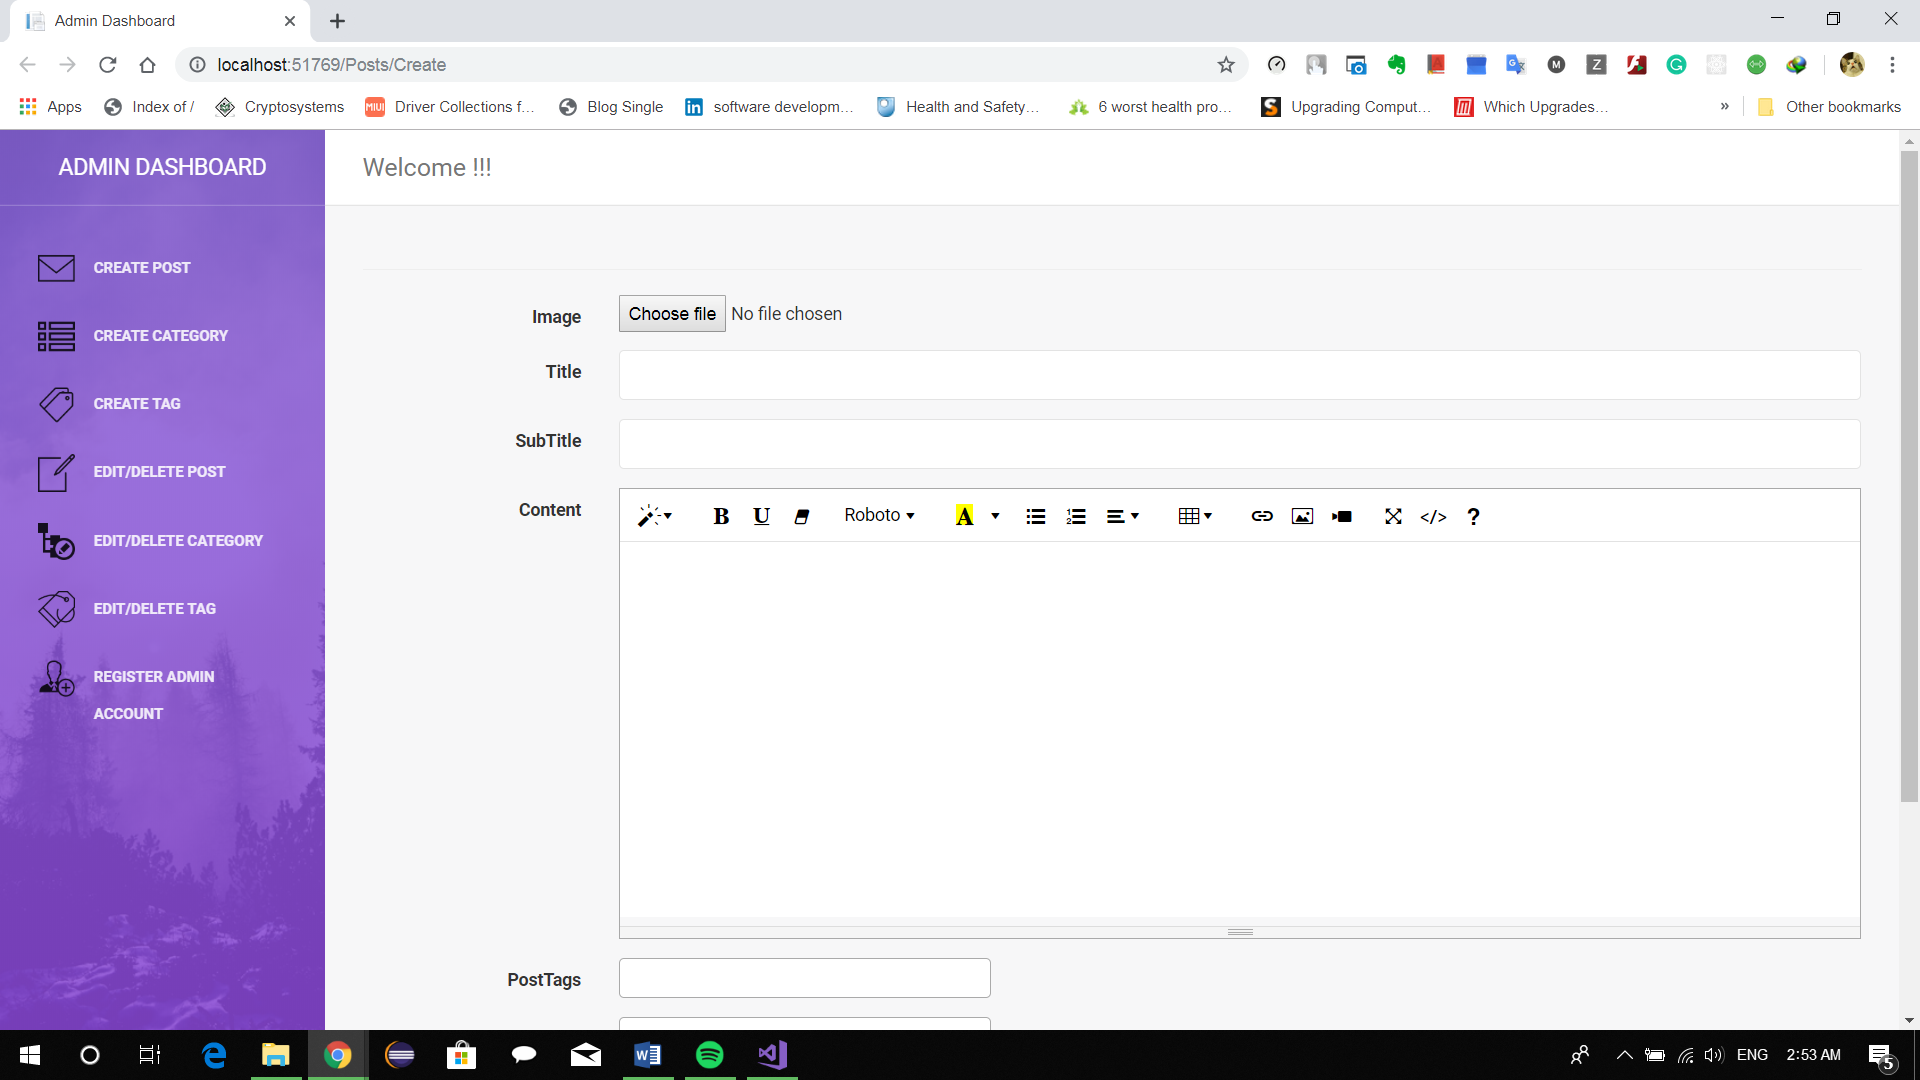 Admin Dashboard
localhost:51769/Posts/Create
Apps
Index of /
Cryptosystems
MIUI
Driver Collections f...
Blog Single
in
software developm...
Health and Safety...
6 worst health pro...
Upgrading Comput...
Which Upgrades...
»
Other bookmarks
ADMIN DASHBOARD
Welcome !!!
CREATE POST
CREATE CATEGORY
CREATE TAG
EDIT/DELETE POST
EDIT/DELETE CATEGORY
EDIT/DELETE TAG
REGISTER ADMIN
ACCOUNT
Image
Choose file No file chosen
Title
SubTitle
Content
B U Roboto A </> ?
PostTags
ENG
2:53 AM
5